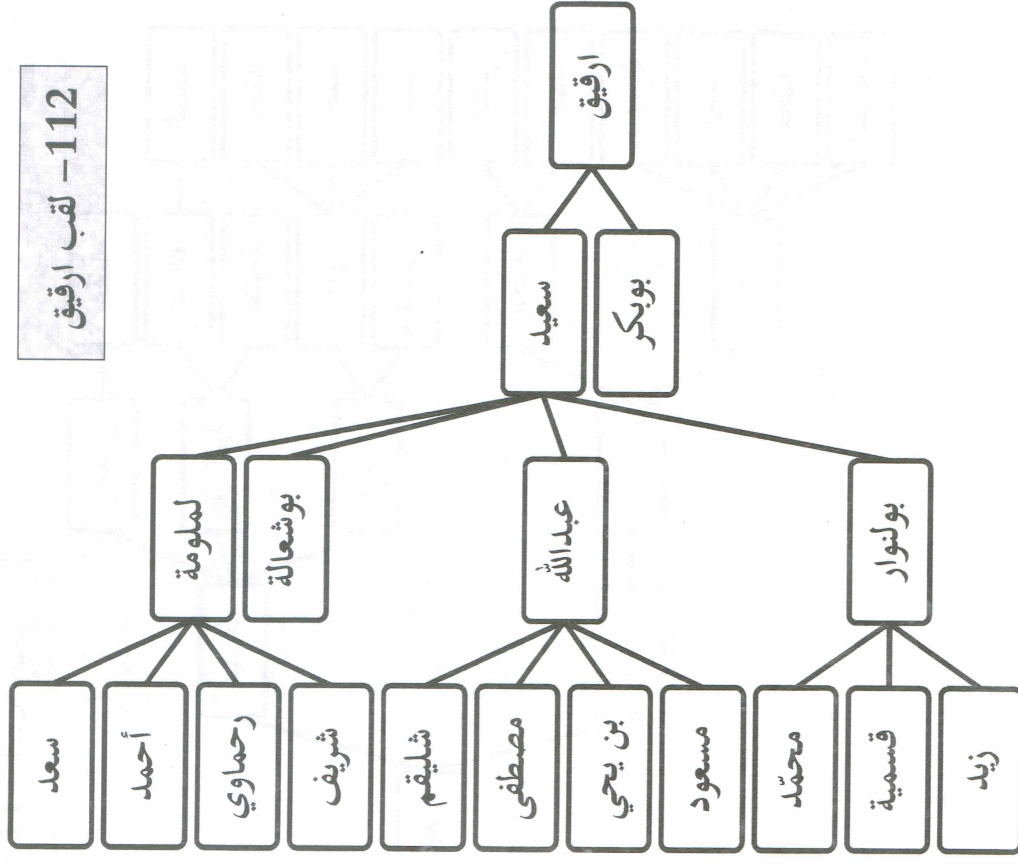 112- لقب ارقيق
ارقيق
سعيد
بوبكر
لملومة
بوشعالة
عبدالله
بولنوار
سعد
أحمد
رحماوي
شريف
شليقم
مصطفى
بن يحي
مسعود
محمّد
قسمية
زيد